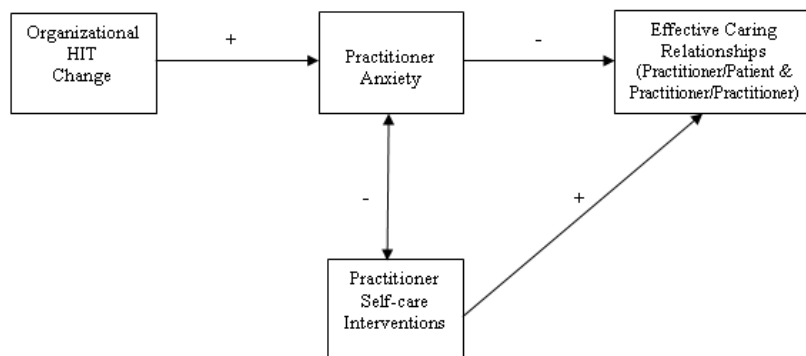 Organizational
HIT
Change
+
Practitioner
Anxiety
-
Effective Caring
Relationships
(Practitioner/Patient &
Practitioner/Practitioner)
-
+
Practitioner
Self-care
Interventions